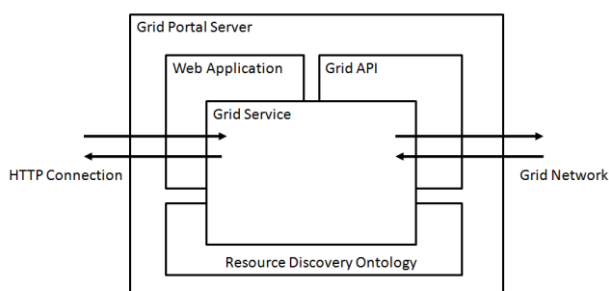 Grid Portal Server
Web Application
Grid API
Grid Service
HTTP Connection
Grid Network
Resource Discovery Ontology